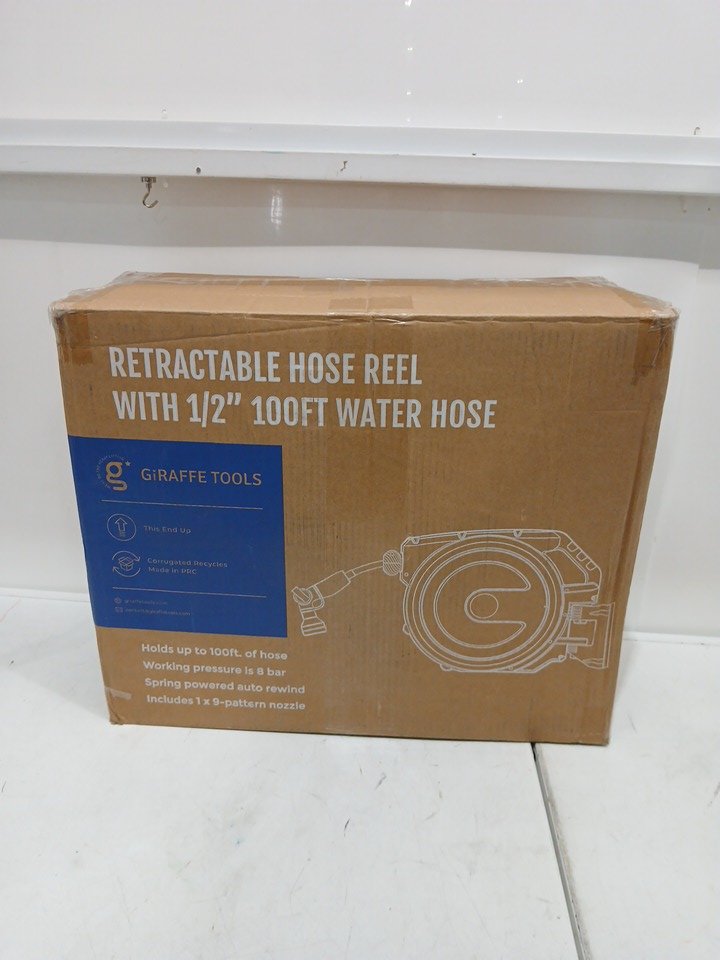 RETRACTABLE HOSE REEL
WITH 1/2" 100FT WATER HOSE
g
GiRAFFE TOOLS
This End Up
Corrugated Recycles
Made in PRC
giraffetools.com
Holds up to 100ft. of hose
Working pressure is 8 bar
Spring powered auto rewind
Includes 1 x 9-pattern nozzle